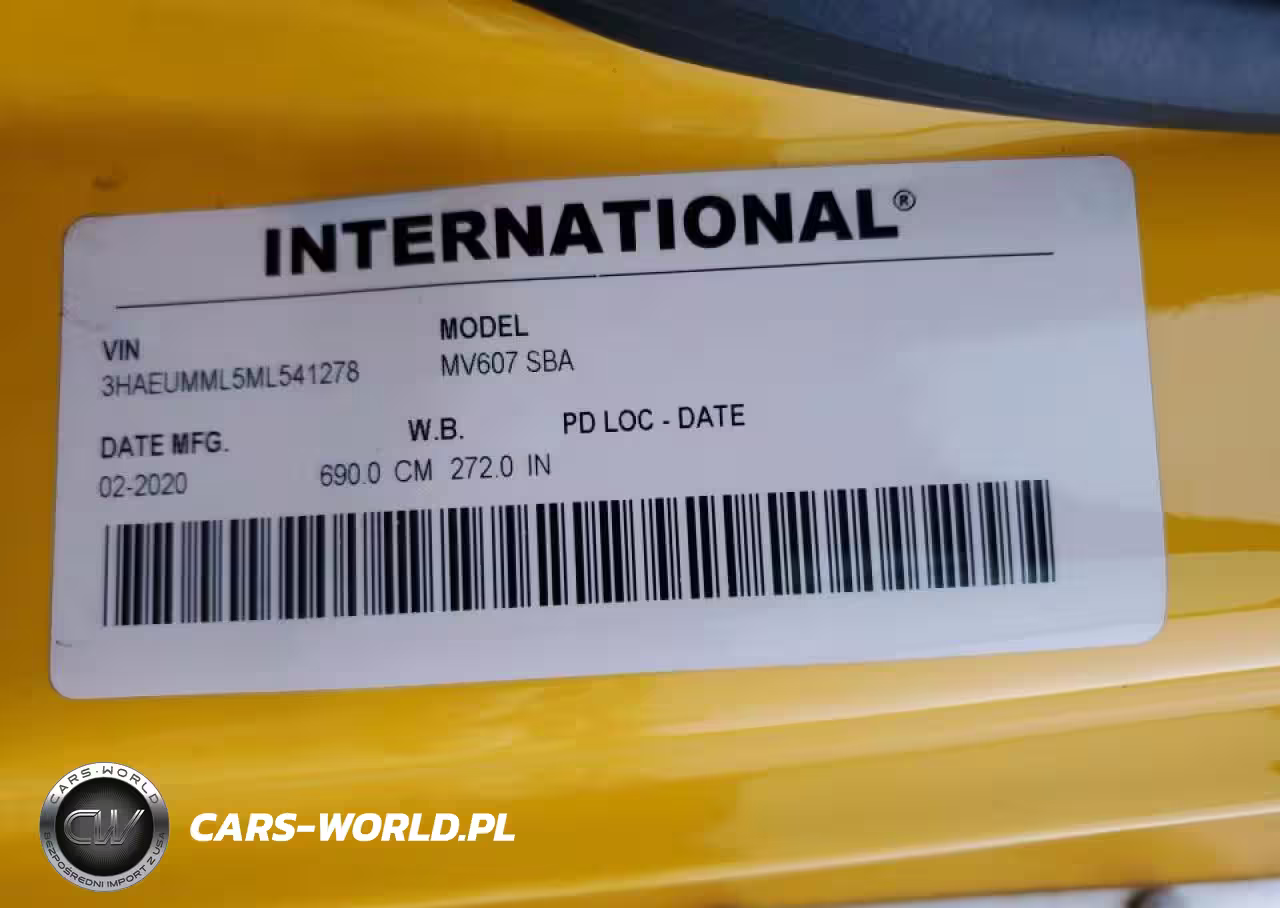 INTERNATIONAL®
VIN
3HAEUMML5ML541278
MODEL
MV607 SBA
DATE MFG.
02-2020
W.B.
690.0 CM 272.0 IN
PD LOC - DATE
CARS-WORLD
CW
BEZPOŚREDNI IMPORT Z USA
CARS-WORLD.PL